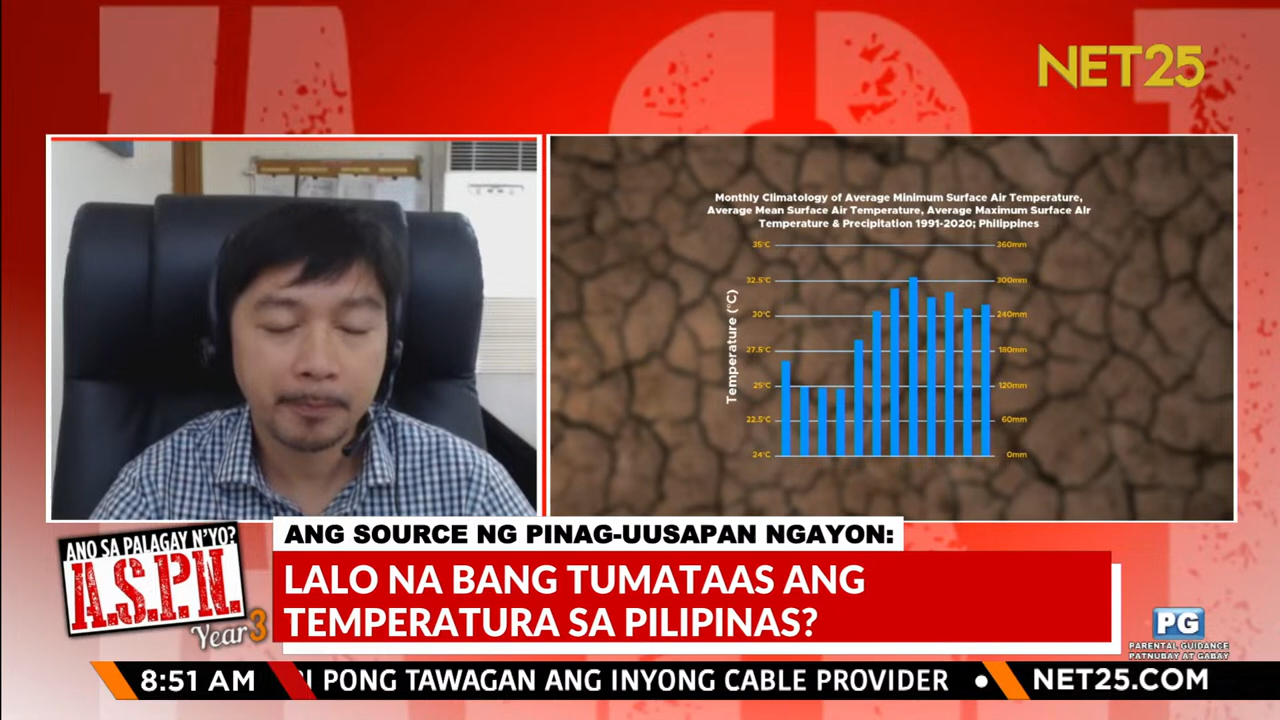 NET25
Monthly Climatology of Average Minimum Surface Air Temperature,
Average Mean Surface Air Temperature, Average Maximum Surface Air
Temperature & Precipitation 1991-2020; Philippines
35°C
360mm
32.5°C
300mm
30°C
240mm
27.5°C
180mm
25°C
120mm
22.5°C
60mm
24°C
0mm
Temperature (°C)
ANO SA PALAGAY N'YO?
A.S.P.N.
Year 3
ANG SOURCE NG PINAG-UUSAPAN NGAYON:
LALO NA BANG TUMATAAS ANG
TEMPERATURA SA PILIPINAS?
PG
PARENTAL GUIDANCE
PATNUBAY AT GABAY
8:51 AM
PONG TAWAGAN ANG INYONG CABLE PROVIDER •
NET25.COM